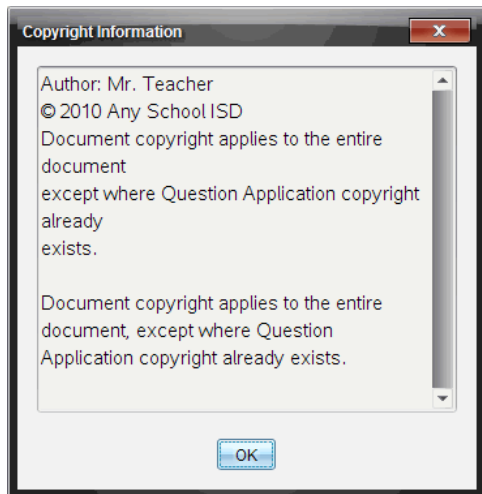 Copyright Information
x
Author: Mr. Teacher
© 2010 Any School ISD
Document copyright applies to the entire
document
except where Question Application copyright
already
exists.
Document copyright applies to the entire
document, except where Question
Application copyright already exists.
OK